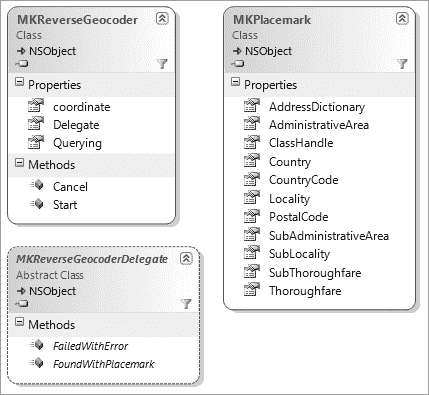 MKReverseGeocoder
Class
NSObject
Properties
coordinate
Delegate
Querying
Methods
Cancel
Start
MKReverseGeocoderDelegate
Abstract Class
NSObject
Methods
FailedWithError
FoundWithPlacemark
MKPlacemark
Class
NSObject
Properties
AddressDictionary
AdministrativeArea
ClassHandle
Country
CountryCode
Locality
PostalCode
SubAdministrativeArea
SubLocality
SubThoroughfare
Thoroughfare